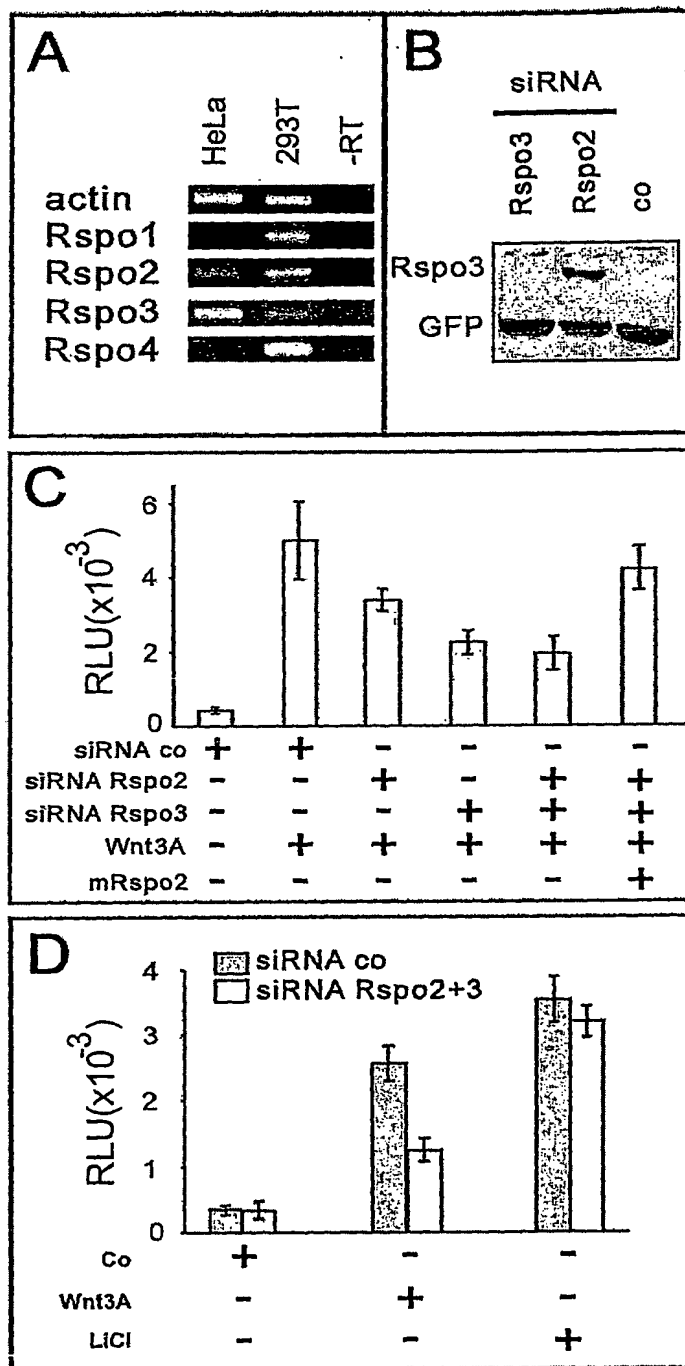 A
HeLa 293T -RT
actin
Rspo1
Rspo2
Rspo3
Rspo4
B
siRNA
Rspo3 Rspo2 co
Rspo3
GFP
C
RLU(x10-3)
6
4
2
0
siRNA co + + - - - -
siRNA Rspo2 - - + - + +
siRNA Rspo3 - - - + + +
Wnt3A - + + + + +
mRspo2 - - - - - +
D
siRNA co
siRNA Rspo2+3
RLU(x10-3)
4
3
2
1
0
Co + - -
Wnt3A - + -
LiCl - - +